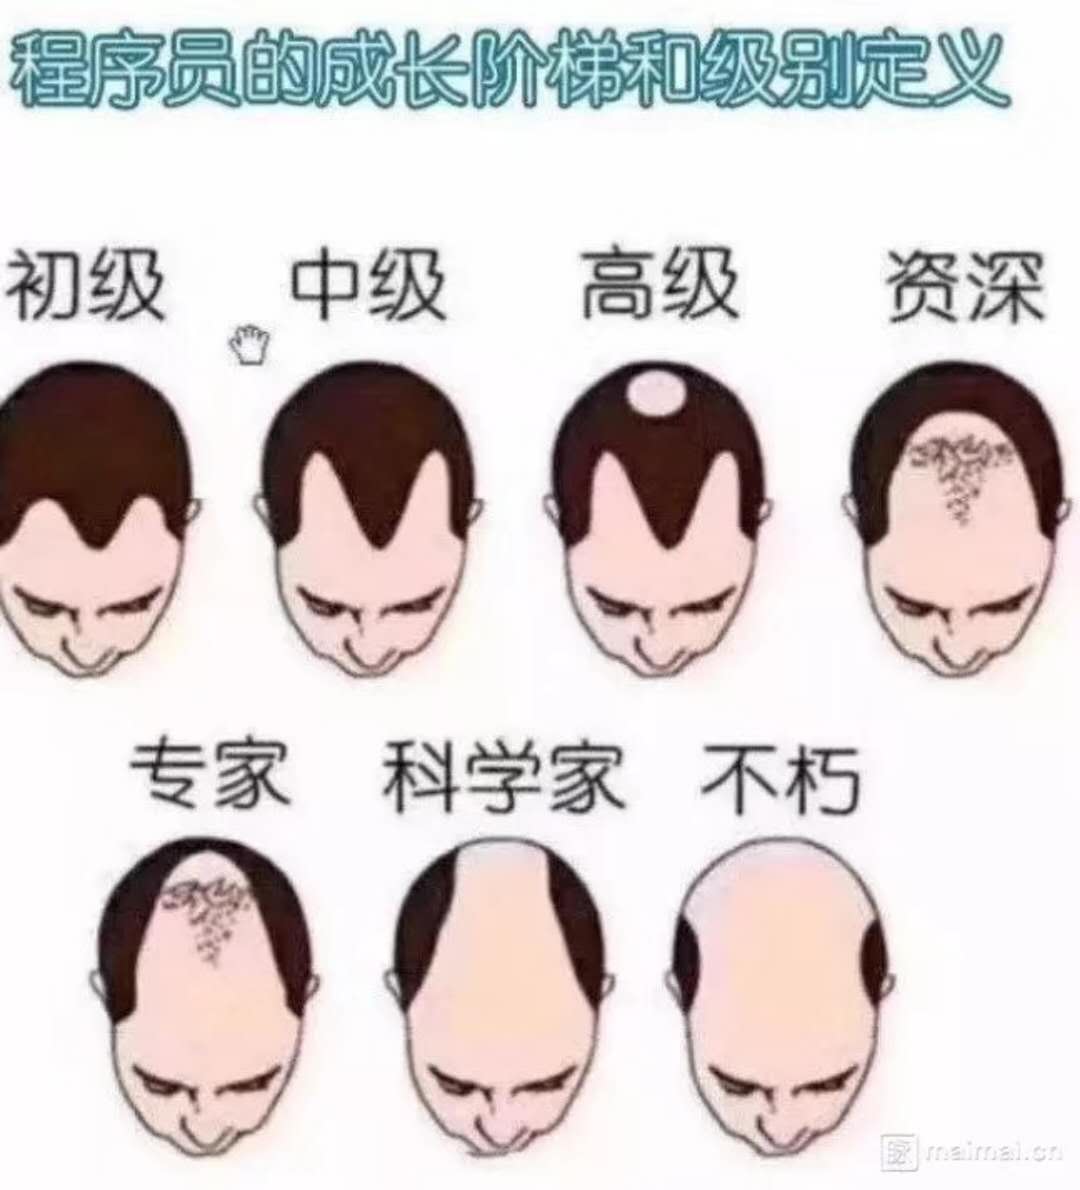 程序员的成长阶梯和级别定义
初级 中级 高级 资深
专家 科学家 不朽
脉 maimai.cn